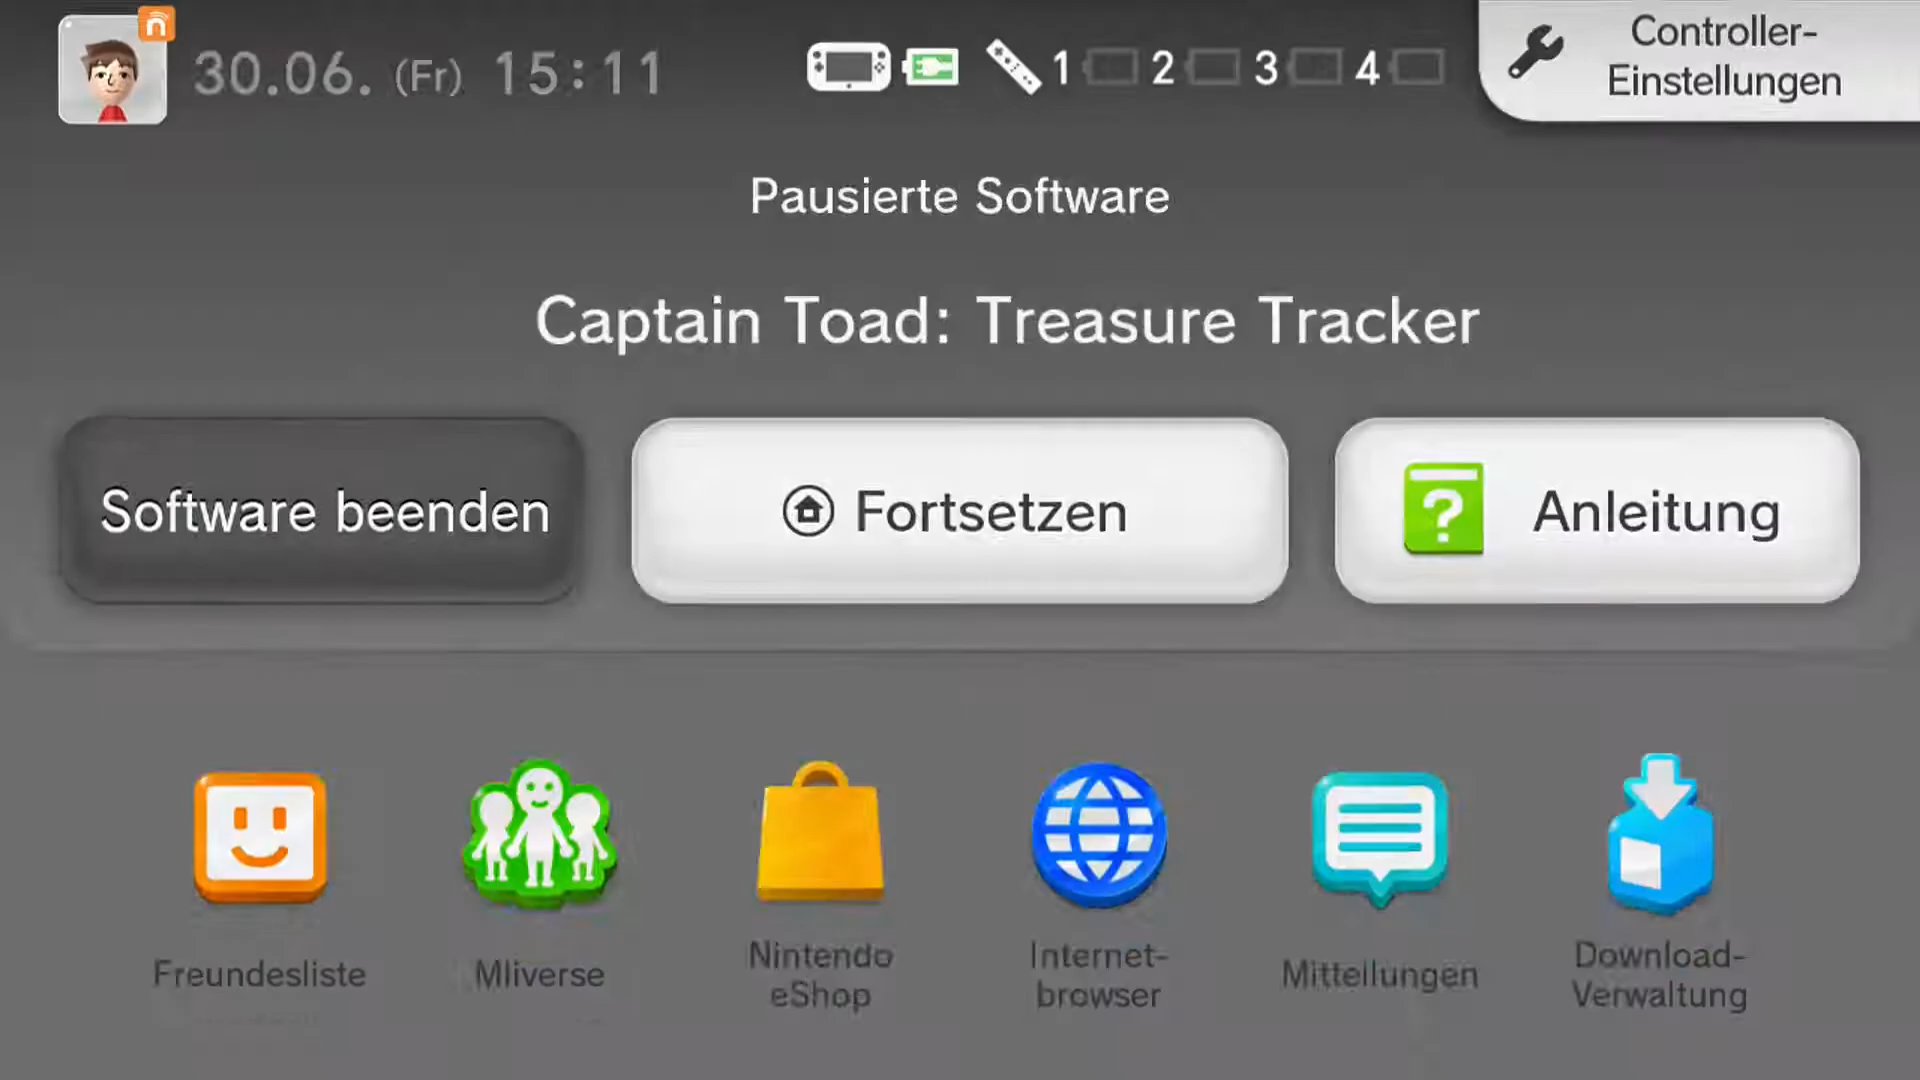 30.06. (Fr) 15:11
1 2 3 4
Controller-
Einstellungen
Pausierte Software
Captain Toad: Treasure Tracker
Software beenden
Fortsetzen
? Anleitung
Freundesliste
Miiverse
Nintendo
eShop
Internet-
browser
Mitteilungen
Download-
Verwaltung